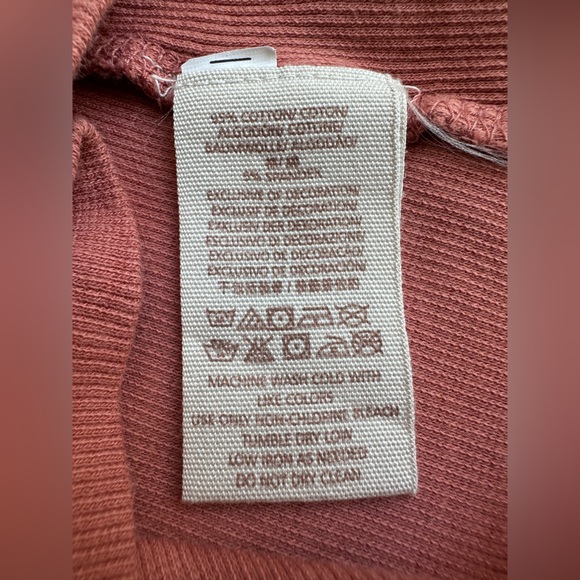 95% COTTON/ COTON/
ALGODÓN/ COTONE/
BAUMWOLLE/ ALGODÃO/
棉 / 綿
5% SPANDEX
EXCLUSIVE OF DECORATION/
EXCLUSIF DE DÉCORATION/
EXKLUSIV DER DEKORATION/
ESCLUSIVO DI DECORAZIONE/
EXCLUSIVO DE DECORAÇÃO/
EXCLUSIVO DE DECORACIÓN/
MACHINE WASH COLD WITH
LIKE COLORS
USE ONLY NON-CHLORINE BLEACH
TUMBLE DRY LOW
LOW IRON AS NEEDED
DO NOT DRY CLEAN